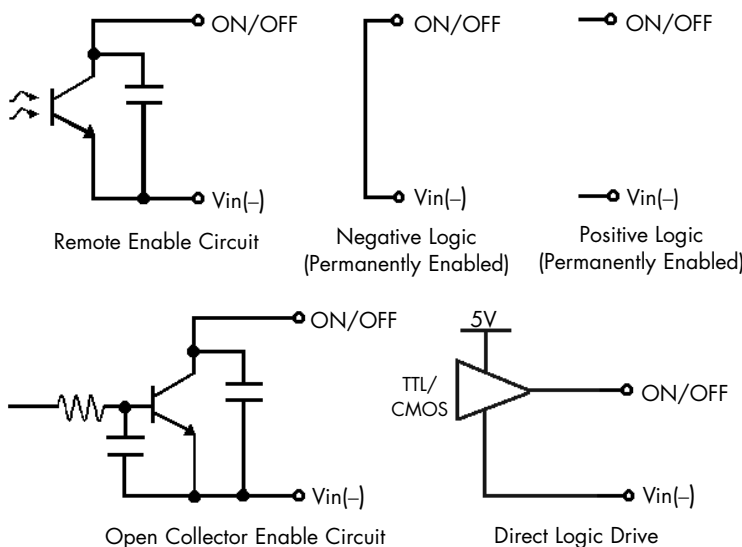 ON/OFF
Vin(–)
Remote Enable Circuit
ON/OFF
Vin(–)
Negative Logic
(Permanently Enabled)
ON/OFF
Vin(–)
Positive Logic
(Permanently Enabled)
ON/OFF
Vin(–)
Open Collector Enable Circuit
5V
TTL/
CMOS
ON/OFF
Vin(–)
Direct Logic Drive